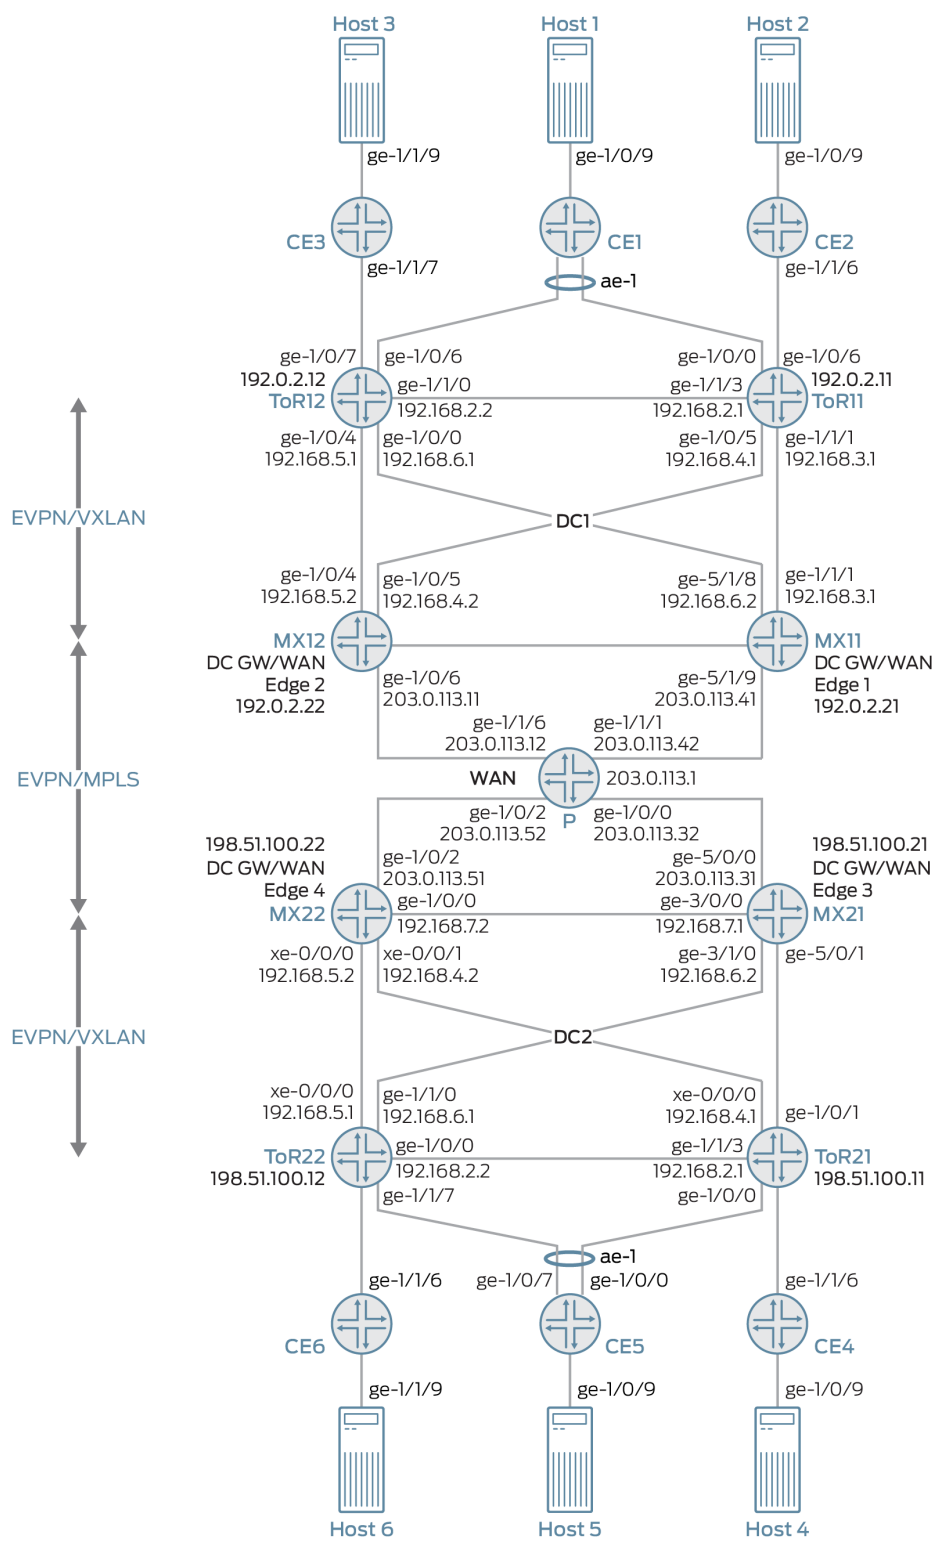 Host 3
Host 1
Host 2
ge-1/1/9
ge-1/0/9
ge-1/0/9
CE3
CE1
CE2
ge-1/1/7
ae-1
ge-1/1/6
ge-1/0/7
ge-1/0/6
ge-1/0/0
ge-1/0/6
192.0.2.12
192.0.2.11
ToR12
ge-1/1/0
ge-1/1/3
ToR11
192.168.2.2
192.168.2.1
ge-1/0/4
ge-1/0/0
ge-1/0/5
ge-1/1/1
192.168.5.1
192.168.6.1
192.168.4.1
192.168.3.1
EVPN/VXLAN
DC1
ge-1/0/4
ge-1/0/5
ge-5/1/8
ge-1/1/1
192.168.5.2
192.168.4.2
192.168.6.2
192.168.3.1
MX12
MX11
DC GW/WAN
Edge 2
192.0.2.22
DC GW/WAN
Edge 1
192.0.2.21
ge-1/0/6
203.0.113.11
ge-5/1/9
203.0.113.41
ge-1/1/6
203.0.113.12
ge-1/1/1
203.0.113.42
EVPN/MPLS
WAN
203.0.113.1
P
ge-1/0/2
203.0.113.52
ge-1/0/0
203.0.113.32
198.51.100.22
DC GW/WAN
Edge 4
MX22
198.51.100.21
DC GW/WAN
Edge 3
MX21
ge-1/0/2
203.0.113.51
ge-5/0/0
203.0.113.31
ge-1/0/0
192.168.7.2
ge-3/0/0
192.168.7.1
xe-0/0/0
192.168.5.2
xe-0/0/1
192.168.4.2
ge-3/1/0
192.168.6.2
ge-5/0/1
EVPN/VXLAN
DC2
xe-0/0/0
192.168.5.1
ge-1/1/0
192.168.6.1
xe-0/0/0
192.168.4.1
ge-1/0/1
ToR22
198.51.100.12
ge-1/0/0
192.168.2.2
ge-1/1/3
192.168.2.1
ToR21
198.51.100.11
ge-1/1/7
ge-1/0/0
ae-1
ge-1/1/6
ge-1/0/7
ge-1/0/0
ge-1/1/6
CE6
CE5
CE4
ge-1/1/9
ge-1/0/9
ge-1/0/9
Host 6
Host 5
Host 4